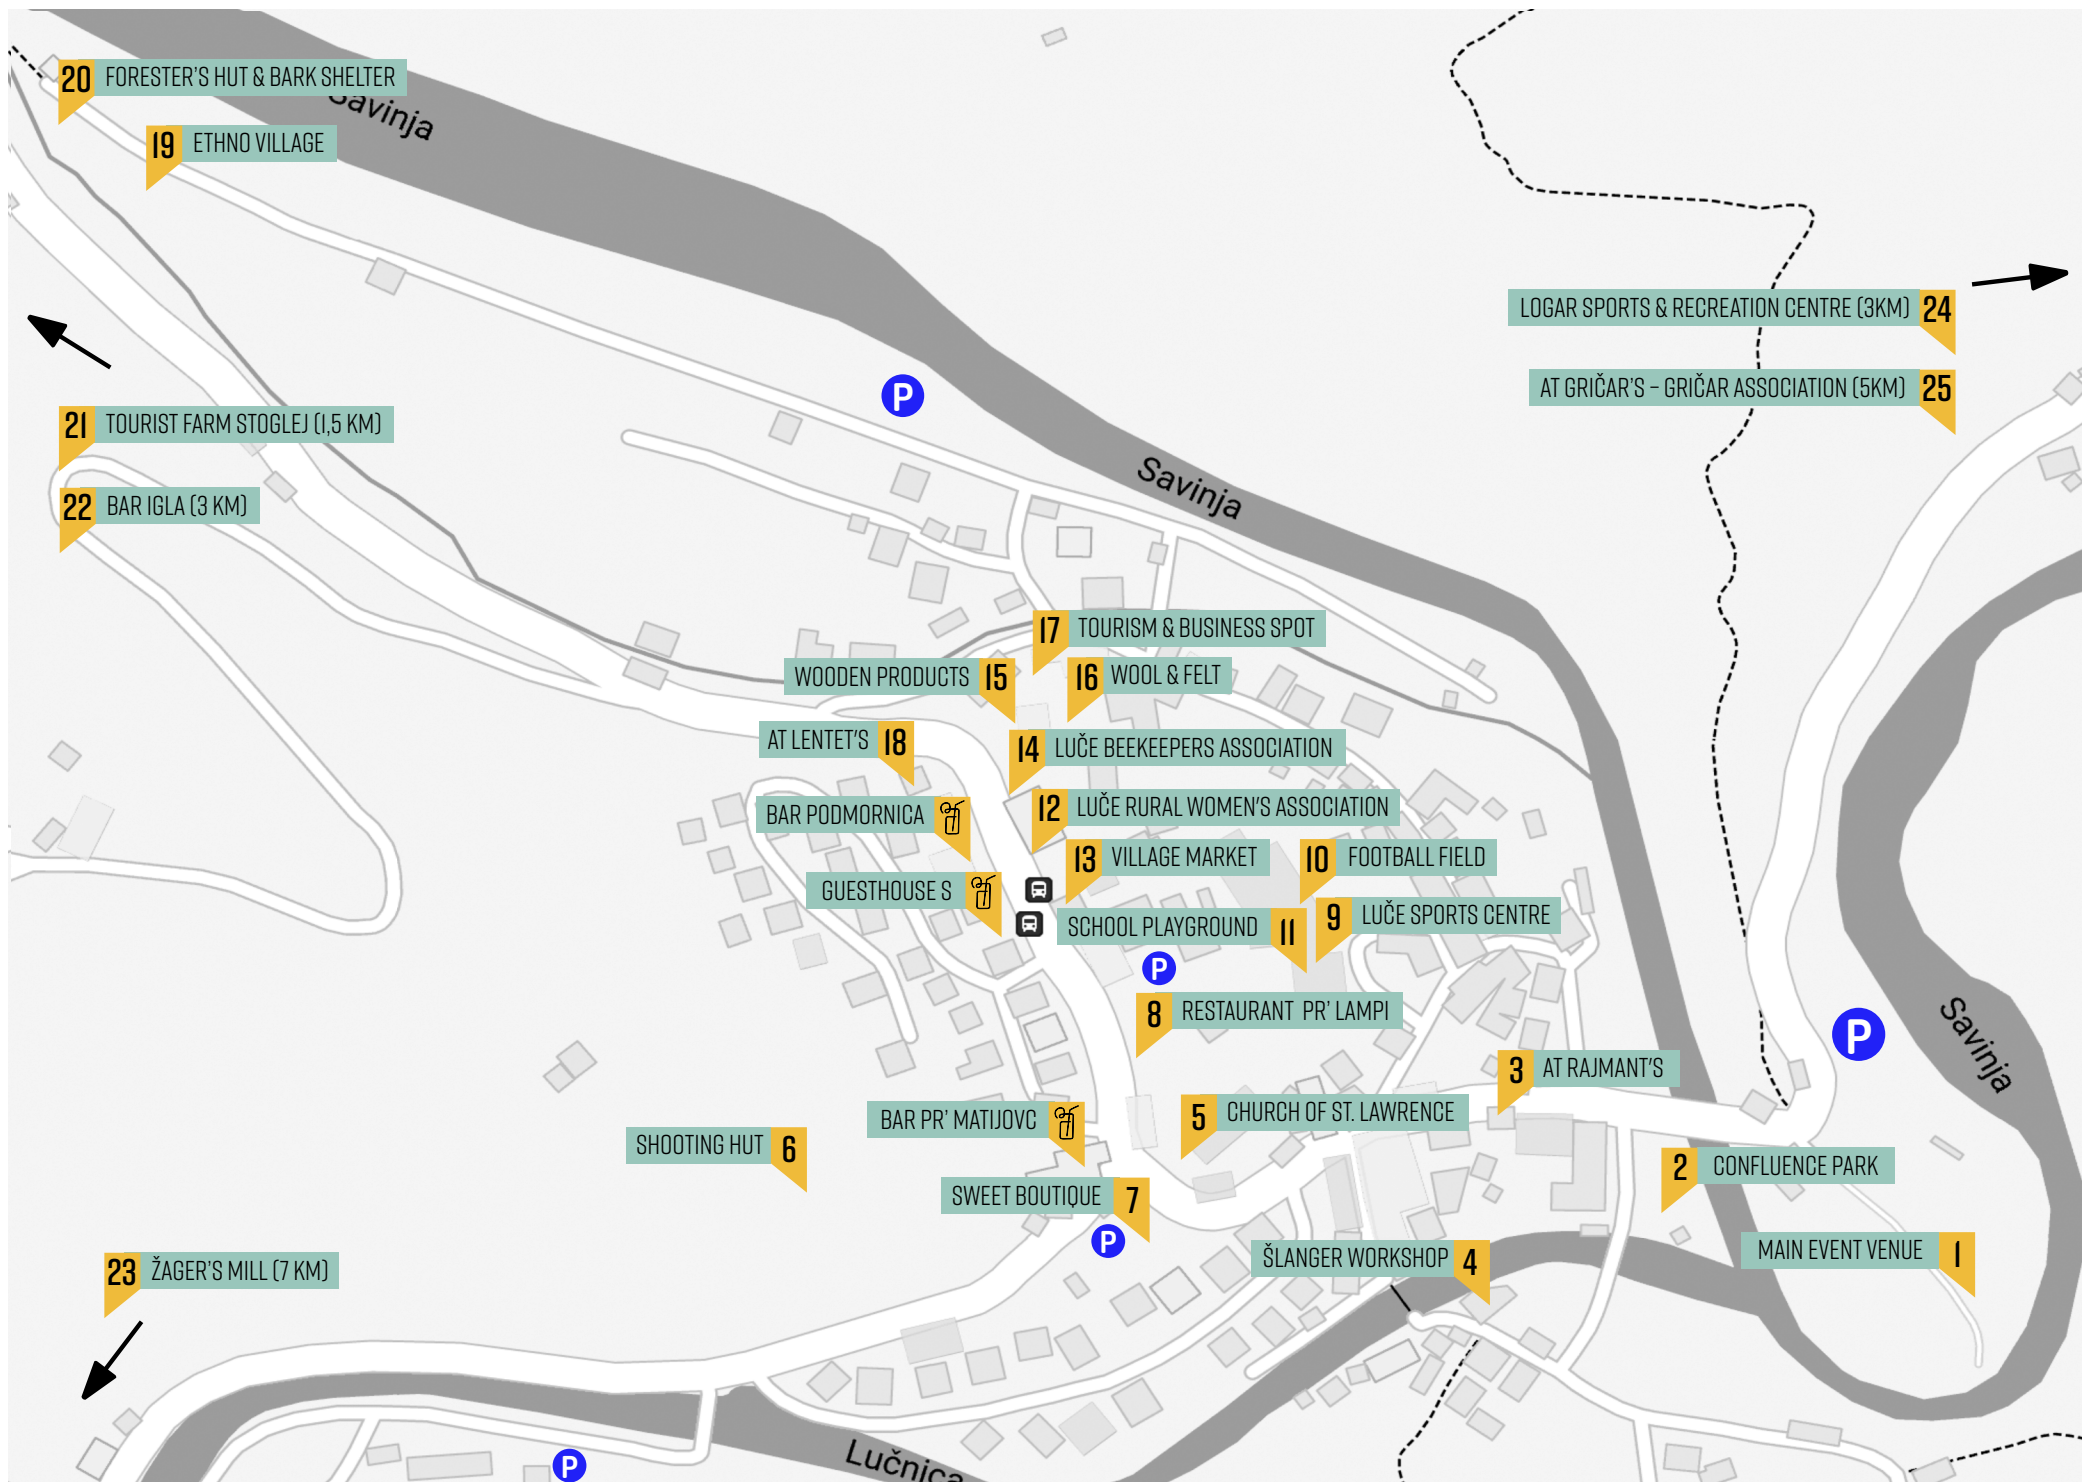 20 FORESTER'S HUT & BARK SHELTER
Savinja
19 ETHNO VILLAGE
LOGAR SPORTS & RECREATION CENTRE (3KM) 24
AT GRIČAR'S – GRIČAR ASSOCIATION (5KM) 25
P
21 TOURIST FARM STOGLEJ (1,5 KM)
22 BAR IGLA (3 KM)
Savinja
17 TOURISM & BUSINESS SPOT
WOODEN PRODUCTS 15
16 WOOL & FELT
AT LENTET'S 18
14 LUČE BEEKEEPERS ASSOCIATION
BAR PODMORNICA
12 LUČE RURAL WOMEN'S ASSOCIATION
13 VILLAGE MARKET
10 FOOTBALL FIELD
GUESTHOUSE S
SCHOOL PLAYGROUND 11
9 LUČE SPORTS CENTRE
P
8 RESTAURANT PR' LAMPI
P
Savinja
3 AT RAJMANT'S
BAR PR' MATIJOVC
5 CHURCH OF ST. LAWRENCE
SHOOTING HUT 6
2 CONFLUENCE PARK
SWEET BOUTIQUE 7
P
ŠLANGER WORKSHOP 4
MAIN EVENT VENUE 1
23 ŽAGER'S MILL (7 KM)
P
Lučnica